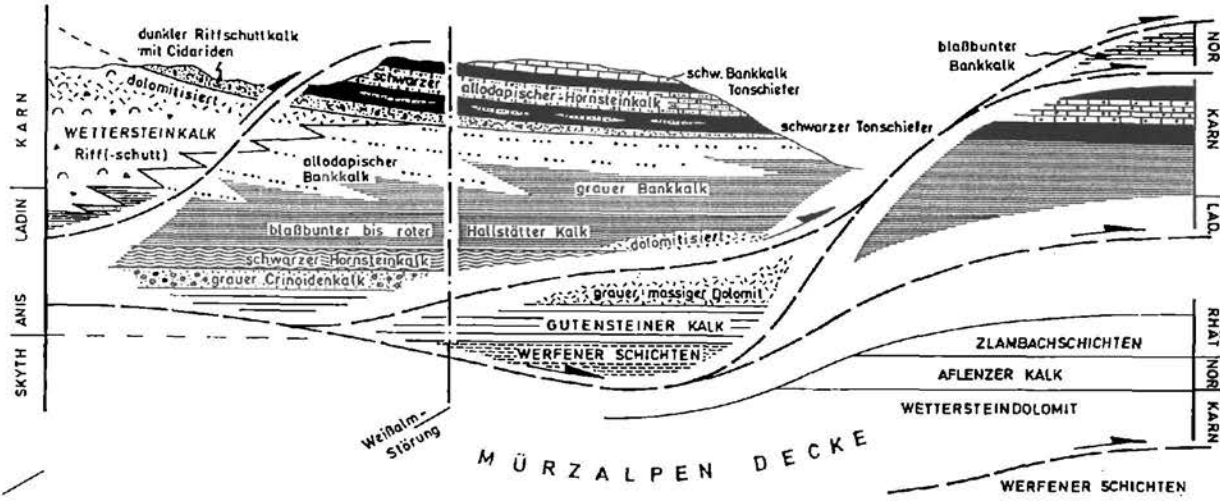 dunkler Riffschuttkalk
mit Cidariden
dolomitisiert
WETTERSTEINKALK
Riff(-schutt)
schwarzer
allodapischer-Hornsteinkalk
schw. Bankkalk
Tonschiefer
schwarzer Tonschiefer
blaßbunter
Bankkalk
allodapischer
Bankkalk
grauer Bankkalk
blaßbunter bis roter Hallstätter Kalk
dolomitisiert
schwarzer Hornsteinkalk
grauer Crinoidenkalk
grauer massiger Dolomit
GUTENSTEINER KALK
WERFENER SCHICHTEN
Weißalm-
Störung
MÜRZALPEN DECKE
ZLAMBACHSCHICHTEN
AFLENZER KALK
WETTERSTEINDOLOMIT
WERFENER SCHICHTEN
KARN
LADIN
ANIS
SKYTH
NOR
KARN
LAD.
RHAT
NOR
KARN